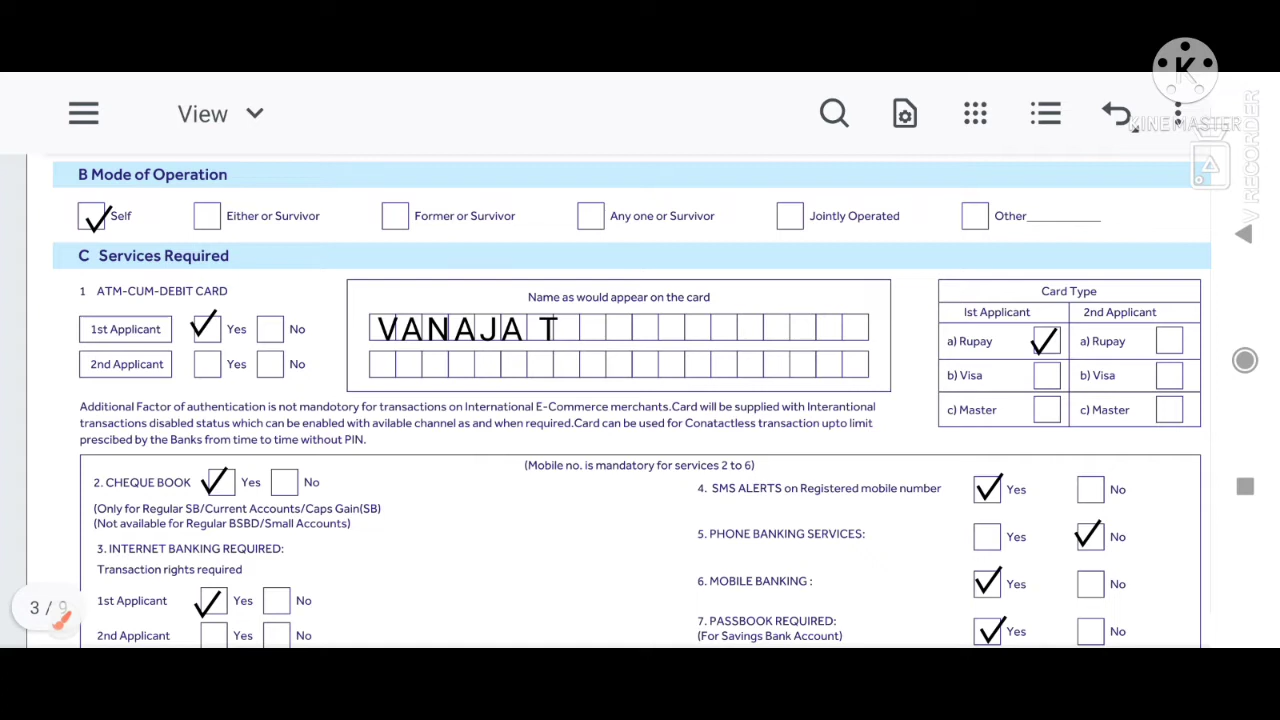 View
KINEMASTER
V RECORDER
B Mode of Operation
Self Either or Survivor Former or Survivor Any one or Survivor Jointly Operated Other__________
C Services Required
1 ATM-CUM-DEBIT CARD
1st Applicant Yes No
2nd Applicant Yes No
Name as would appear on the card
VANAJA T
Card Type
1st Applicant 2nd Applicant
a) Rupay a) Rupay
b) Visa b) Visa
c) Master c) Master
Additional Factor of authentication is not mandatory for transactions on International E-Commerce merchants.Card will be supplied with Interantional
transactions disabled status which can be enabled with avilable channel as and when required.Card can be used for Conatactless transaction upto limit
prescibed by the Banks from time to time without PIN.
(Mobile no. is mandatory for services 2 to 6)
2. CHEQUE BOOK Yes No
(Only for Regular SB/Current Accounts/Caps Gain(SB)
(Not available for Regular BSBD/Small Accounts)
3. INTERNET BANKING REQUIRED:
Transaction rights required
1st Applicant Yes No
2nd Applicant Yes No
4. SMS ALERTS on Registered mobile number Yes No
5. PHONE BANKING SERVICES: Yes No
6. MOBILE BANKING : Yes No
7. PASSBOOK REQUIRED: Yes No
(For Savings Bank Account)
3 / 9